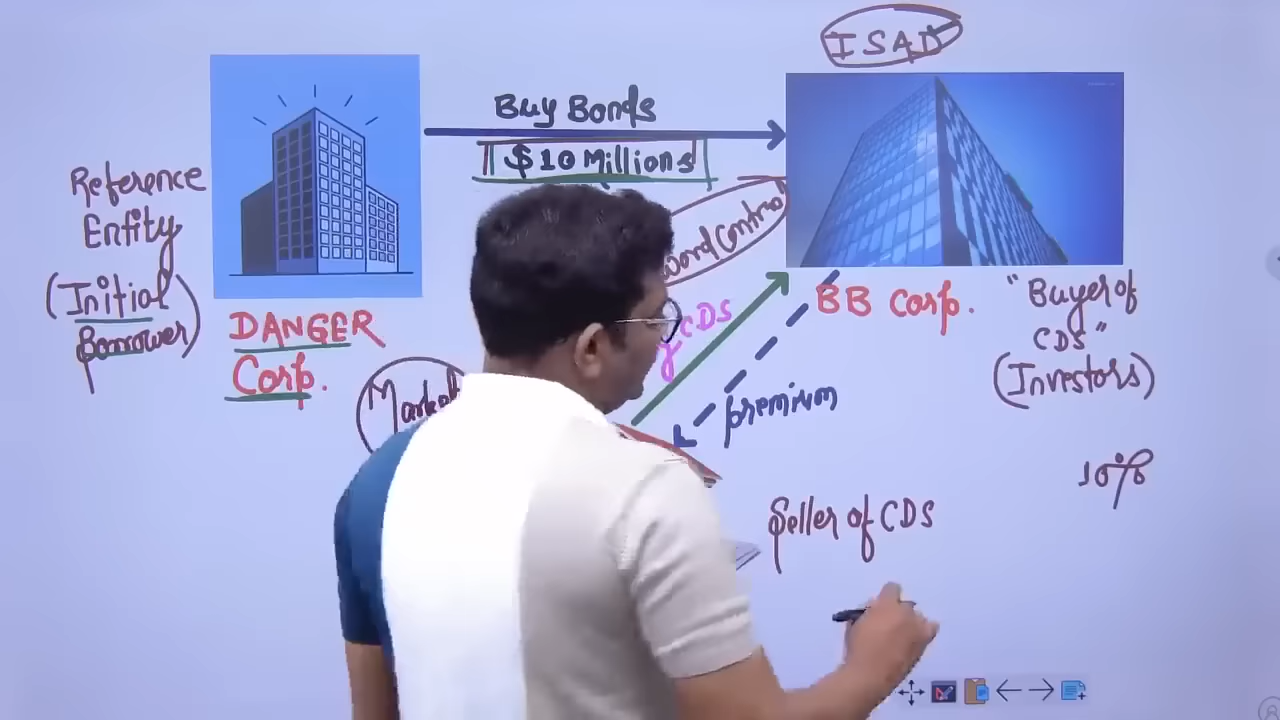 ISAD
Buy Bonds
$10 Millions
Reference
Entity
(Initial
Borrower)
DANGER
Corp.
CDS
BB Corp.
"Buyer of
CDS"
(Investors)
premium
10%
Seller of CDS